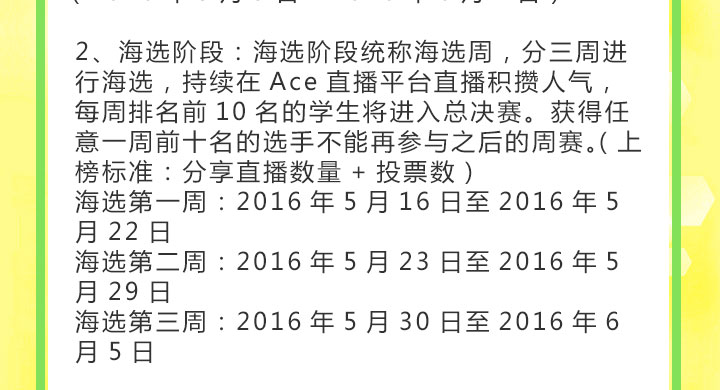 2、海选阶段：海选阶段统称海选周，分三周进
行海选，持续在 Ace 直播平台直播积攒人气，
每周排名前 10 名的学生将进入总决赛。获得任
意一周前十名的选手不能再参与之后的周赛。( 上
榜标准：分享直播数量 + 投票数 )
海选第一周：2016 年 5 月 16 日至 2016 年 5
月 22 日
海选第二周：2016 年 5 月 23 日至 2016 年 5
月 29 日
海选第三周：2016 年 5 月 30 日至 2016 年 6
月 5 日